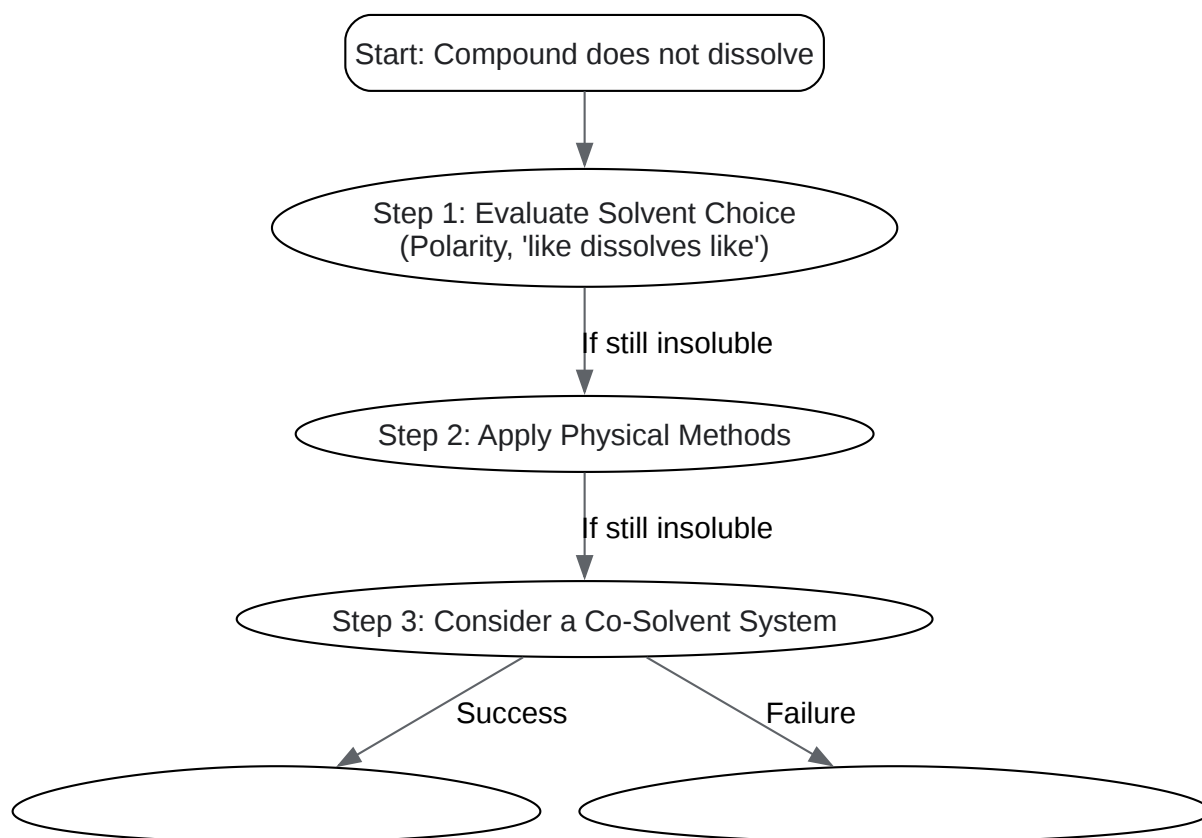 Start: Compound does not dissolve
Step 1: Evaluate Solvent Choice
(Polarity, 'like dissolves like')
If still insoluble
Step 2: Apply Physical Methods
If still insoluble
Step 3: Consider a Co-Solvent System
Success
Failure